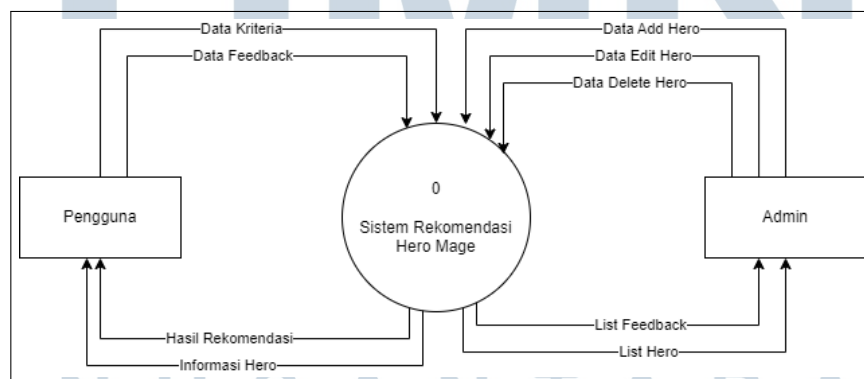 Data Kriteria
Data Add Hero
Data Feedback
Data Edit Hero
Data Delete Hero
0
Pengguna
Sistem Rekomendasi
Hero Mage
Admin
List Feedback
Hasil Rekomendasi
List Hero
Informasi Hero